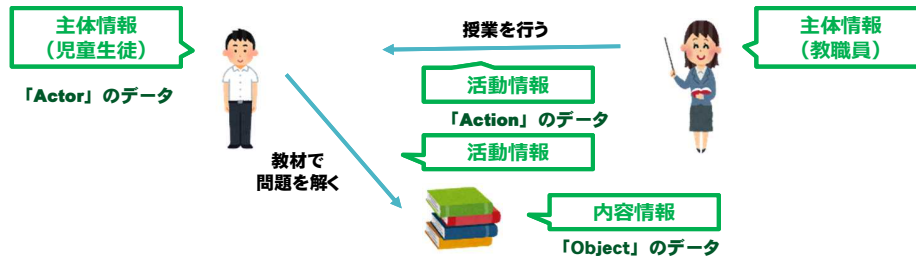 主体情報
(児童生徒)
「Actor」のデータ
授業を行う
主体情報
(教職員)
活動情報
「Action」のデータ
活動情報
教材で
問題を解く
内容情報
「Object」のデータ